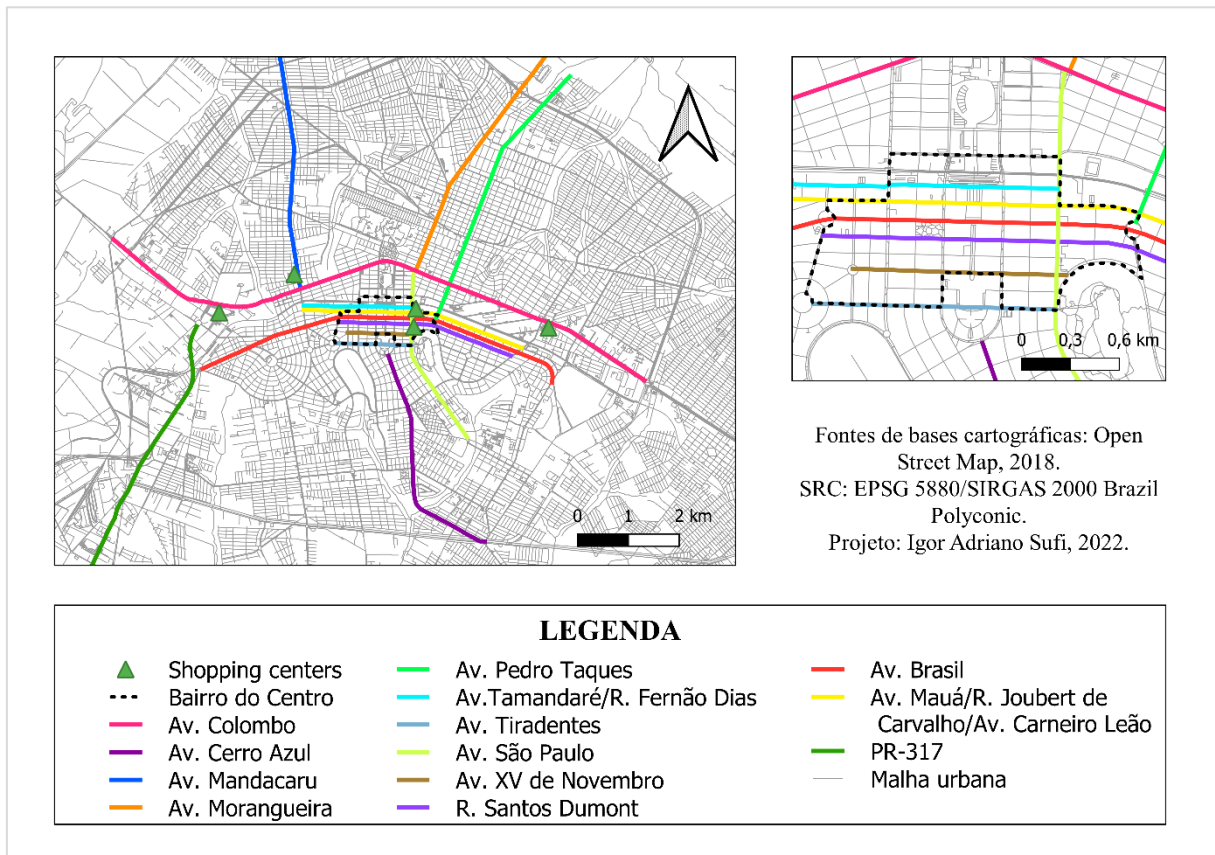 0 1 2 km
0 0,3 0,6 km
Fontes de bases cartográficas: Open
Street Map, 2018.
SRC: EPSG 5880/SIRGAS 2000 Brazil
Polyconic.
Projeto: Igor Adriano Sufi, 2022.
LEGENDA
Shopping centers
Bairro do Centro
Av. Colombo
Av. Cerro Azul
Av. Mandacaru
Av. Morangueira
Av. Pedro Taques
Av.Tamandaré/R. Fernão Dias
Av. Tiradentes
Av. São Paulo
Av. XV de Novembro
R. Santos Dumont
Av. Brasil
Av. Mauá/R. Joubert de
Carvalho/Av. Carneiro Leão
PR-317
Malha urbana